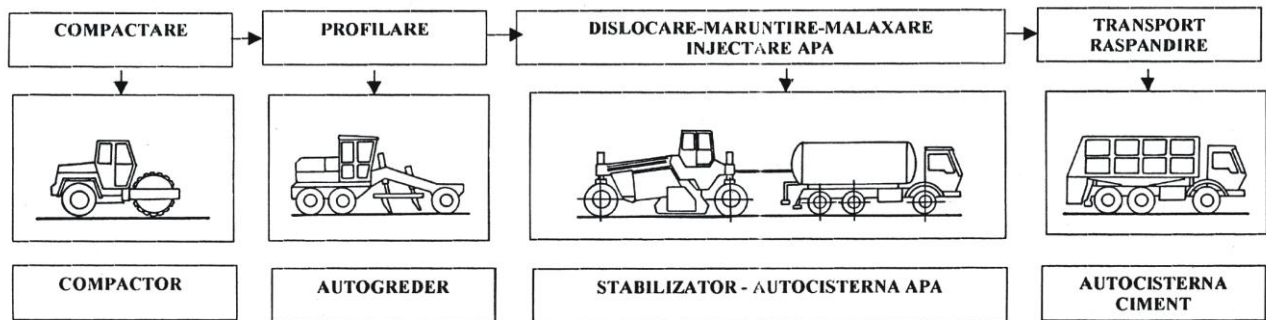 COMPACTARE
PROFILARE
DISLOCARE-MARUNTIRE-MALAXARE
INJECTARE APA
TRANSPORT
RASPANDIRE
COMPACTOR
AUTOGREDER
STABILIZATOR - AUTOCISTERNA APA
AUTOCISTERNA
CIMENT